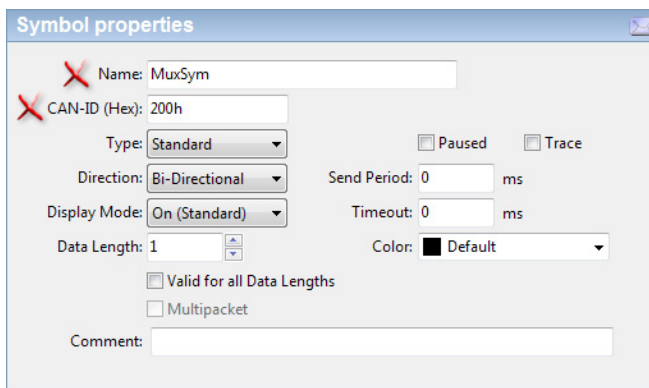 Symbol properties
Name: MuxSym
CAN-ID (Hex): 200h
Type: Standard Paused Trace
Direction: Bi-Directional Send Period: 0 ms
Display Mode: On (Standard) Timeout: 0 ms
Data Length: 1 Color: Default
Valid for all Data Lengths
Multipacket
Comment: